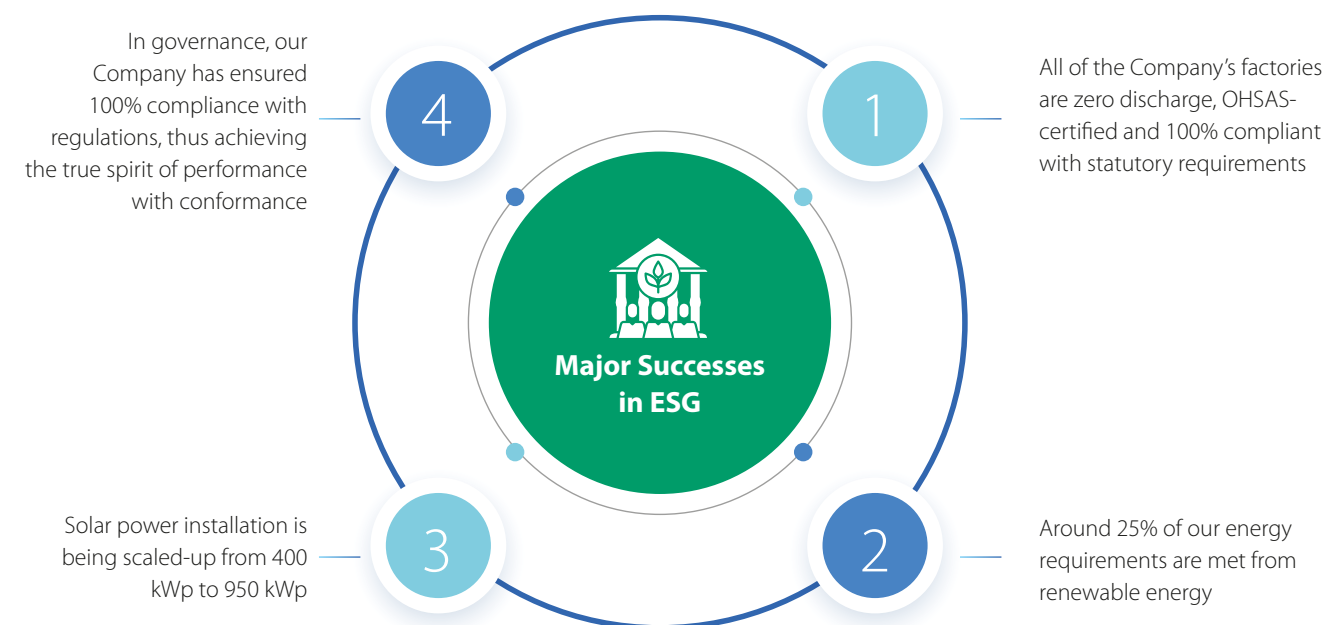 Major Successes
in ESG
1
All of the Company’s factories
are zero discharge, OHSAS-
certified and 100% compliant
with statutory requirements
2
Around 25% of our energy
requirements are met from
renewable energy
3
Solar power installation is
being scaled-up from 400
kWp to 950 kWp
4
In governance, our
Company has ensured
100% compliance with
regulations, thus achieving
the true spirit of performance
with conformance